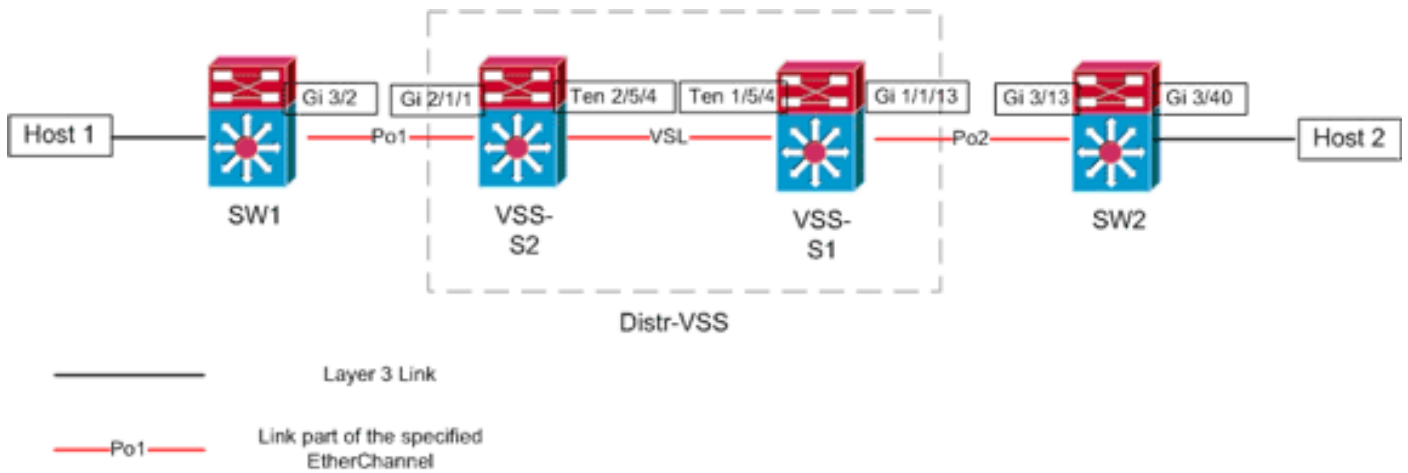 Gi 3/2
Gi 2/1/1
Ten 2/5/4
Ten 1/5/4
Gi 1/1/13
Gi 3/13
Gi 3/40
Host 1
Po1
VSL
Po2
Host 2
SW1
VSS-
S2
VSS-
S1
SW2
Distr-VSS
Layer 3 Link
Po1
Link part of the specified
EtherChannel